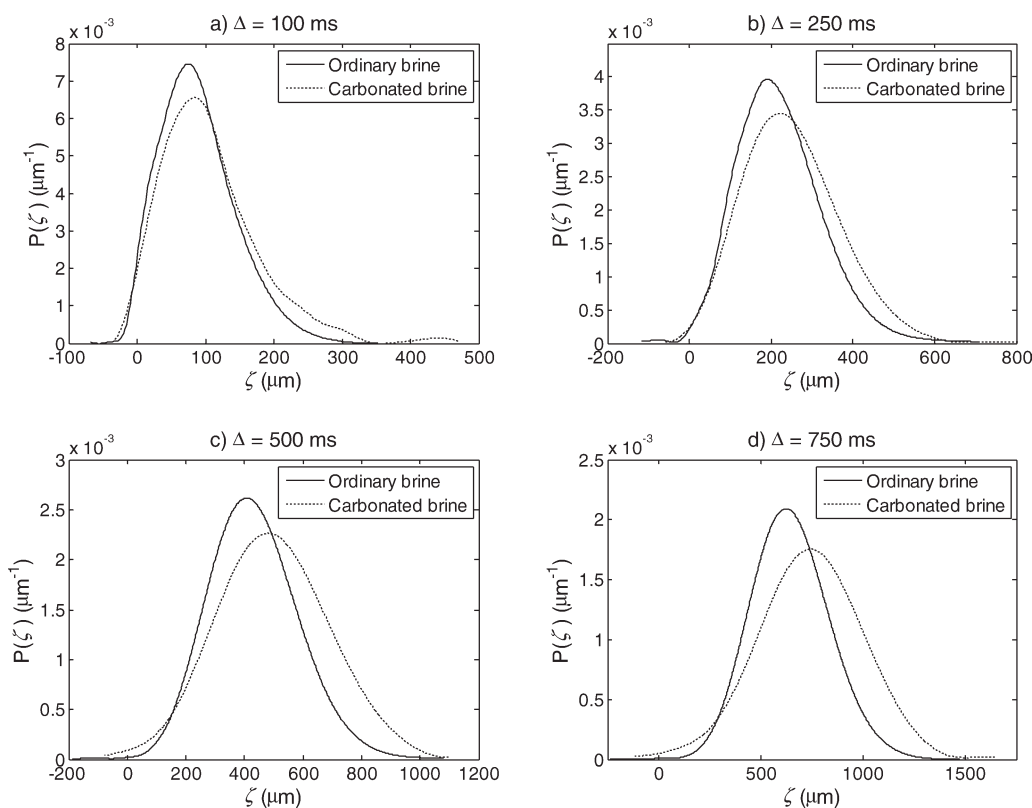 a) Δ = 100 ms
x 10⁻³
8
7
6
5
4
3
2
1
0
-100 0 100 200 300 400 500
P(ζ) (μm⁻¹)
ζ (μm)
Ordinary brine
Carbonated brine
b) Δ = 250 ms
x 10⁻³
4
3.5
3
2.5
2
1.5
1
0.5
0
-200 0 200 400 600 800
P(ζ) (μm⁻¹)
ζ (μm)
Ordinary brine
Carbonated brine
c) Δ = 500 ms
x 10⁻³
3
2.5
2
1.5
1
0.5
0
-200 0 200 400 600 800 1000 1200
P(ζ) (μm⁻¹)
ζ (μm)
Ordinary brine
Carbonated brine
d) Δ = 750 ms
x 10⁻³
2.5
2
1.5
1
0.5
0
0 500 1000 1500
P(ζ) (μm⁻¹)
ζ (μm)
Ordinary brine
Carbonated brine